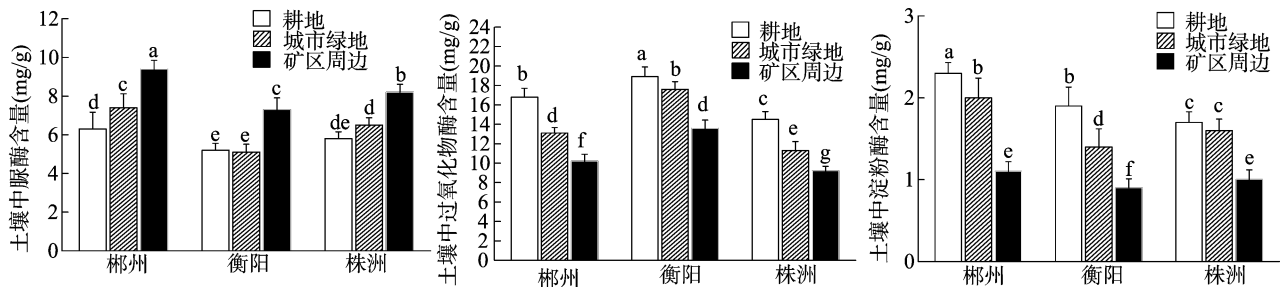 土壤中脲酶含量(mg/g)
12
10
8
6
4
2
0
耕地
城市绿地
矿区周边
d
c
a
e
e
c
de
d
b
郴州
衡阳
株洲
土壤中过氧化物酶含量(mg/g)
24
22
20
18
16
14
12
10
8
6
4
2
0
耕地
城市绿地
矿区周边
b
d
f
a
b
d
c
e
g
郴州
衡阳
株洲
土壤中淀粉酶含量(mg/g)
3
2
1
0
耕地
城市绿地
矿区周边
a
b
e
b
d
f
c
c
e
郴州
衡阳
株洲